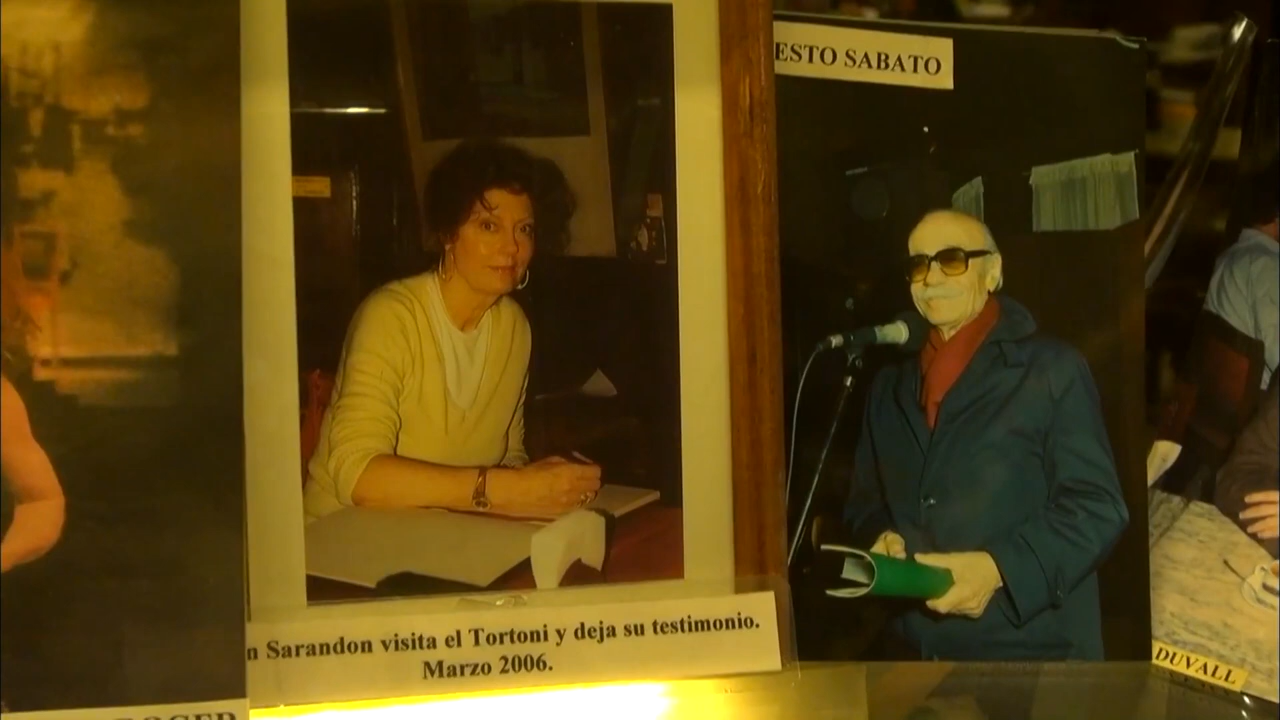 ESTO SABATO
n Sarandon visita el Tortoni y deja su testimonio.
Marzo 2006.
DUVALL